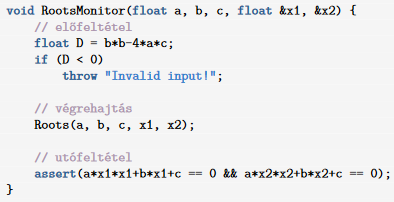 void RootsMonitor(float a, b, c, float &x1, &x2) {
// előfeltétel
float D = b*b-4*a*c;
if (D < 0)
throw "Invalid input!";
// végrehajtás
Roots(a, b, c, x1, x2);
// utófeltétel
assert(a*x1*x1+b*x1+c == 0 && a*x2*x2+b*x2+c == 0);
}